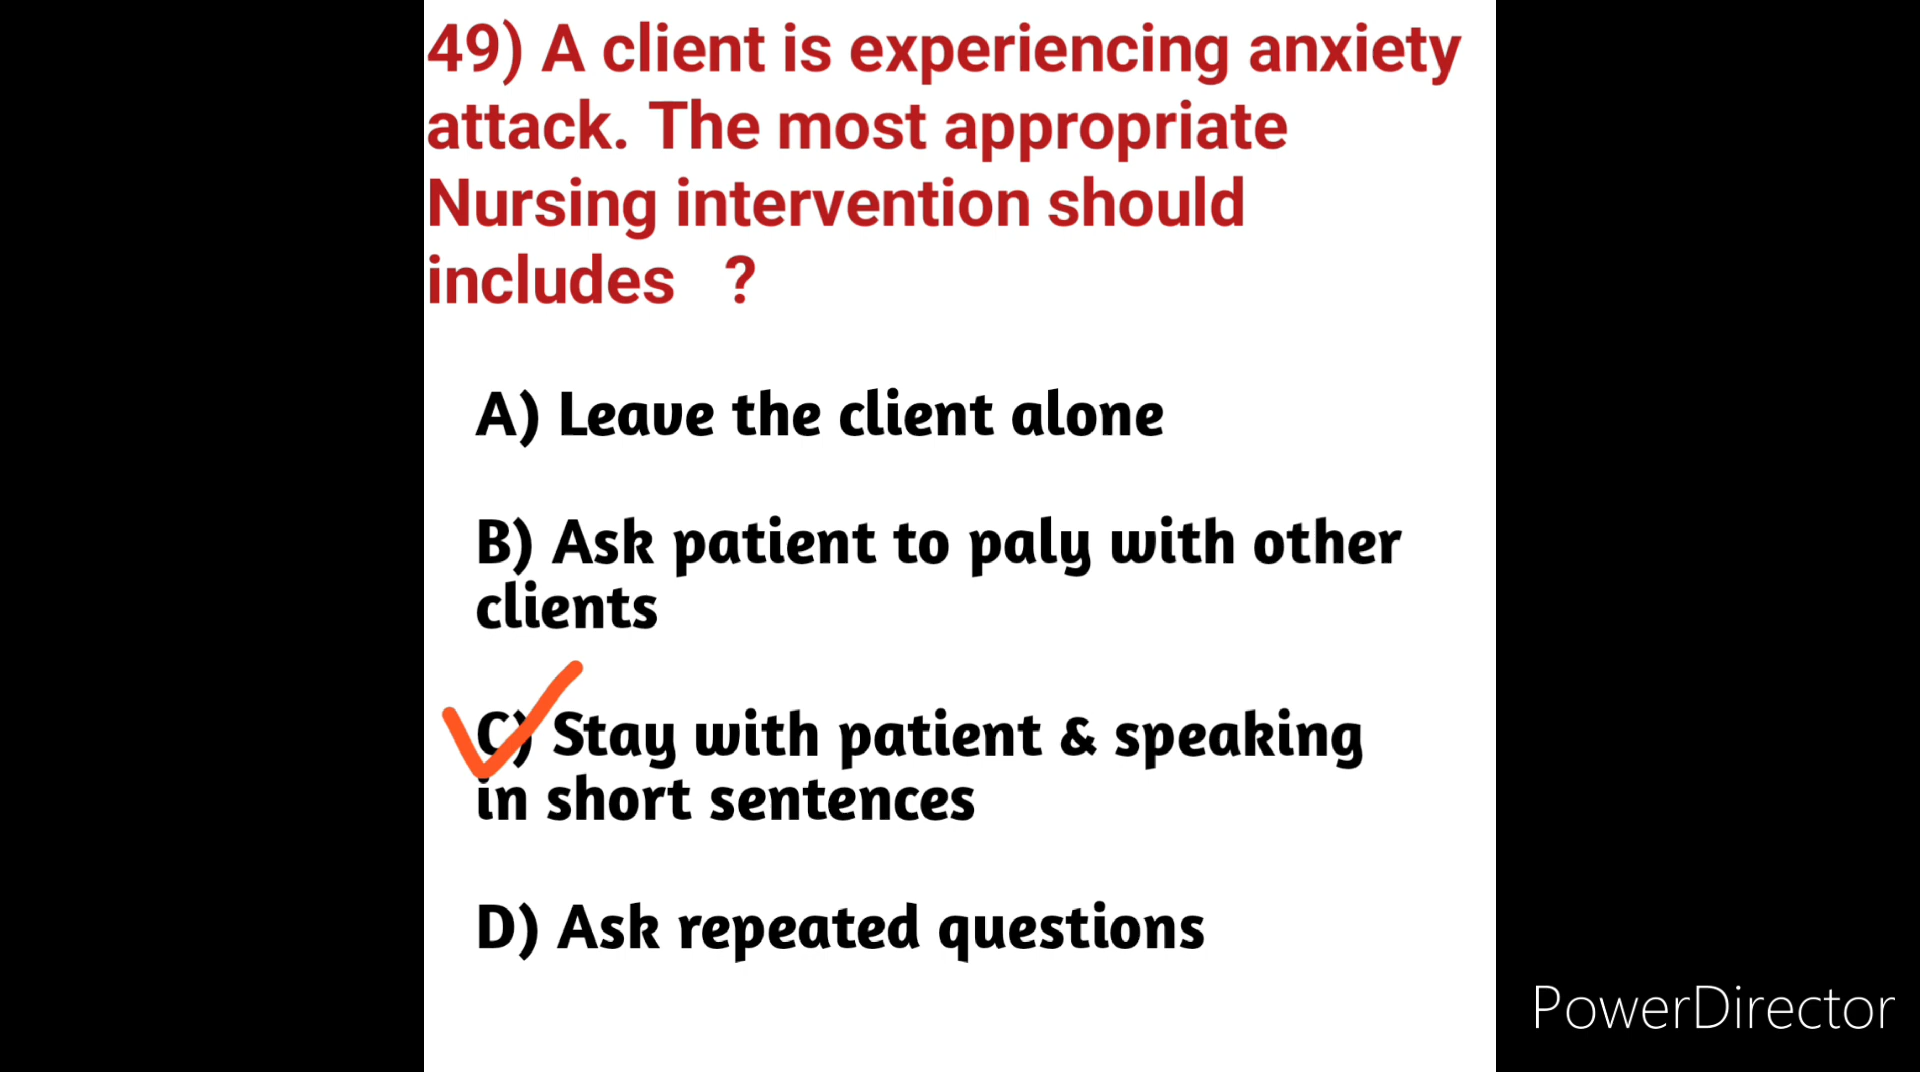 49) A client is experiencing anxiety
attack. The most appropriate
Nursing intervention should
includes ?
A) Leave the client alone
B) Ask patient to paly with other
clients
C) Stay with patient & speaking
in short sentences
D) Ask repeated questions
PowerDirector